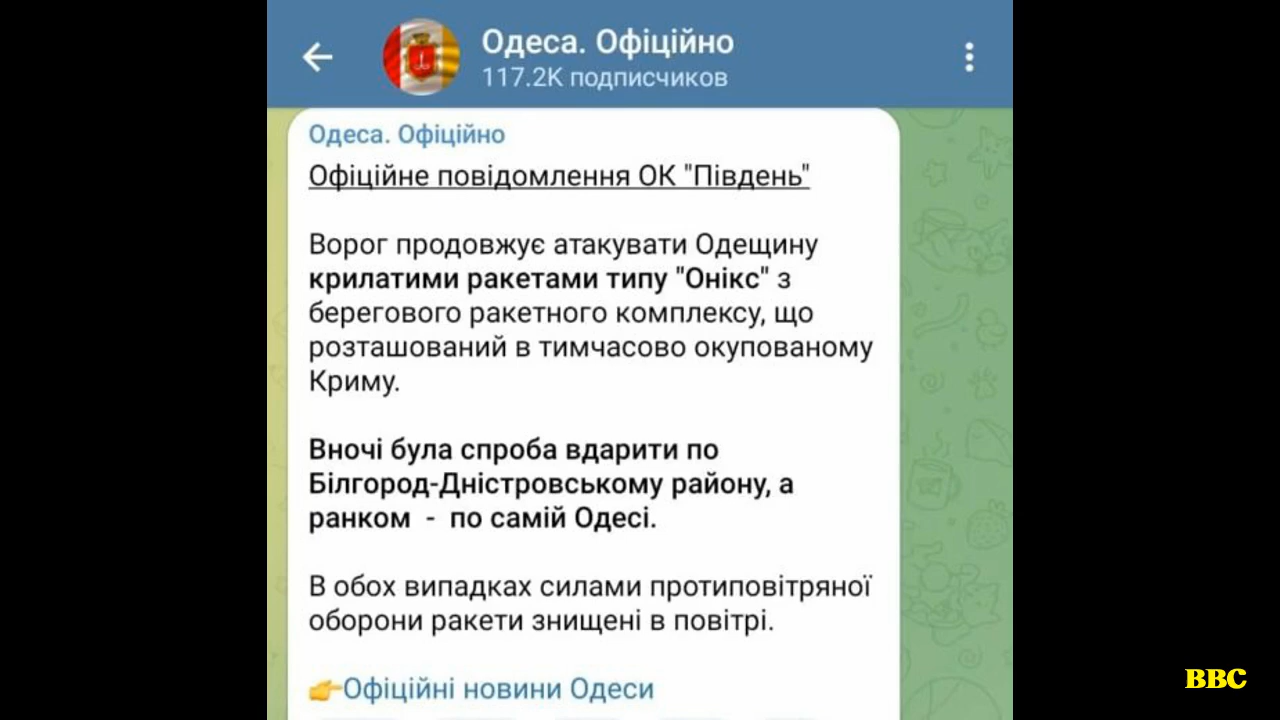 Одеса. Офіційно
117.2K подписчиков
Одеса. Офіційно
Офіційне повідомлення ОК "Південь"
Ворог продовжує атакувати Одещину
крилатими ракетами типу "Онікс" з
берегового ракетного комплексу, що
розташований в тимчасово окупованому
Криму.
Вночі була спроба вдарити по
Білгород-Дністровському району, а
ранком - по самій Одесі.
В обох випадках силами протиповітряної
оборони ракети знищені в повітрі.
👉Офіційні новини Одеси
BBC